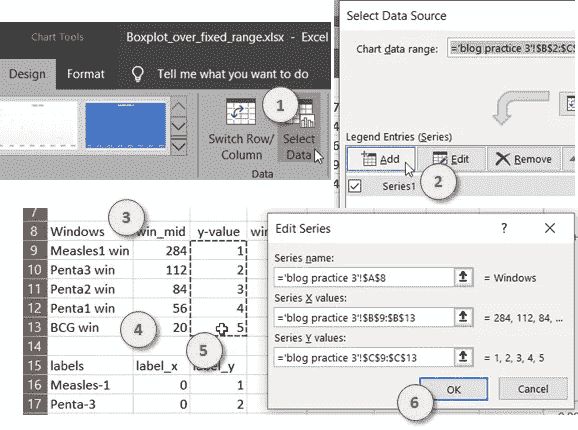 Chart Tools
Boxplot_over_fixed_range.xlsx - Excel
Design Format Tell me what you want to do
1
Switch Row/
Column
Select
Data
Data
Select Data Source
Chart data range: ='blog practice 3'!$B$2:$C$
Legend Entries (Series)
Add Edit Remove
2
Series1
7
3
8 Windows win_mid y-value
9 Measles1 win 284 1
10 Penta3 win 112 2
11 Penta2 win 84 3
12 Penta1 win 56 4
13 BCG win 20 5
4
14
5
15 labels label_x label_y
16 Measles-1 0 1
17 Penta-3 0 2
Edit Series ? ×
Series name:
='blog practice 3'!$A$8 = Windows
Series X values:
='blog practice 3'!$B$9:$B$13 = 284, 112, 84, ...
Series Y values:
='blog practice 3'!$C$9:$C$13 = 1, 2, 3, 4, 5
6
OK Cancel